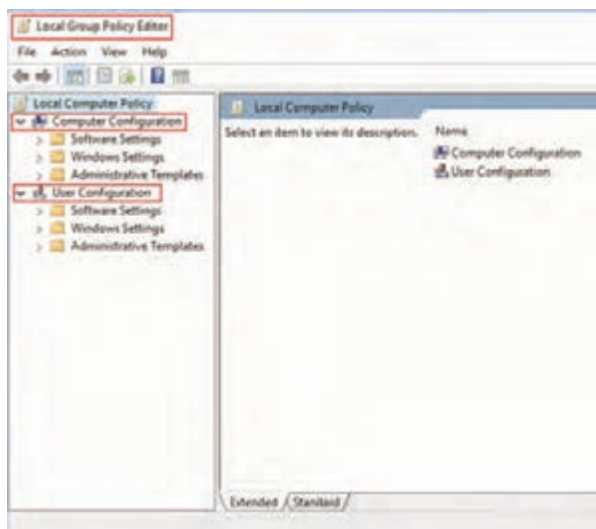 Local Group Policy Editor
File Action View Help
Local Computer Policy
Computer Configuration
Software Settings
Windows Settings
Administrative Templates
User Configuration
Software Settings
Windows Settings
Administrative Templates
Local Computer Policy
Select an item to view its description.
Name
Computer Configuration
User Configuration
Extended Standard